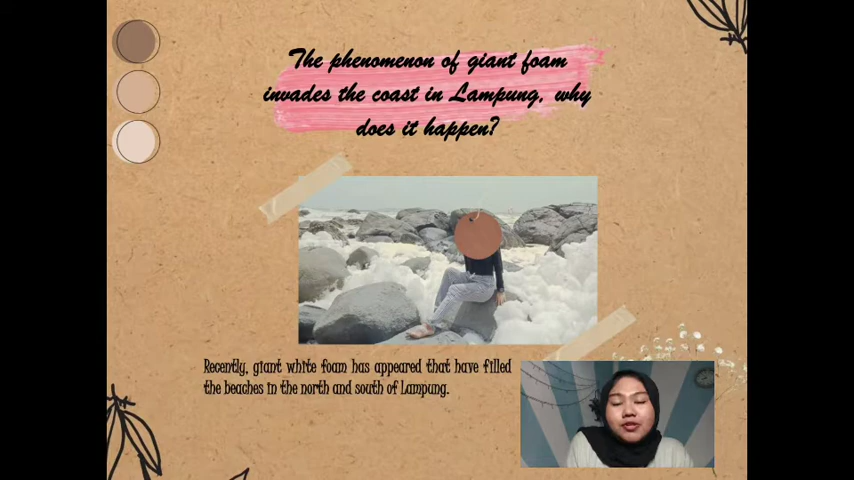 The phenomenon of giant foam
invades the coast in Lampung, why
does it happen?
Recently, giant white foam has appeared that have filled
the beaches in the north and south of Lampung.